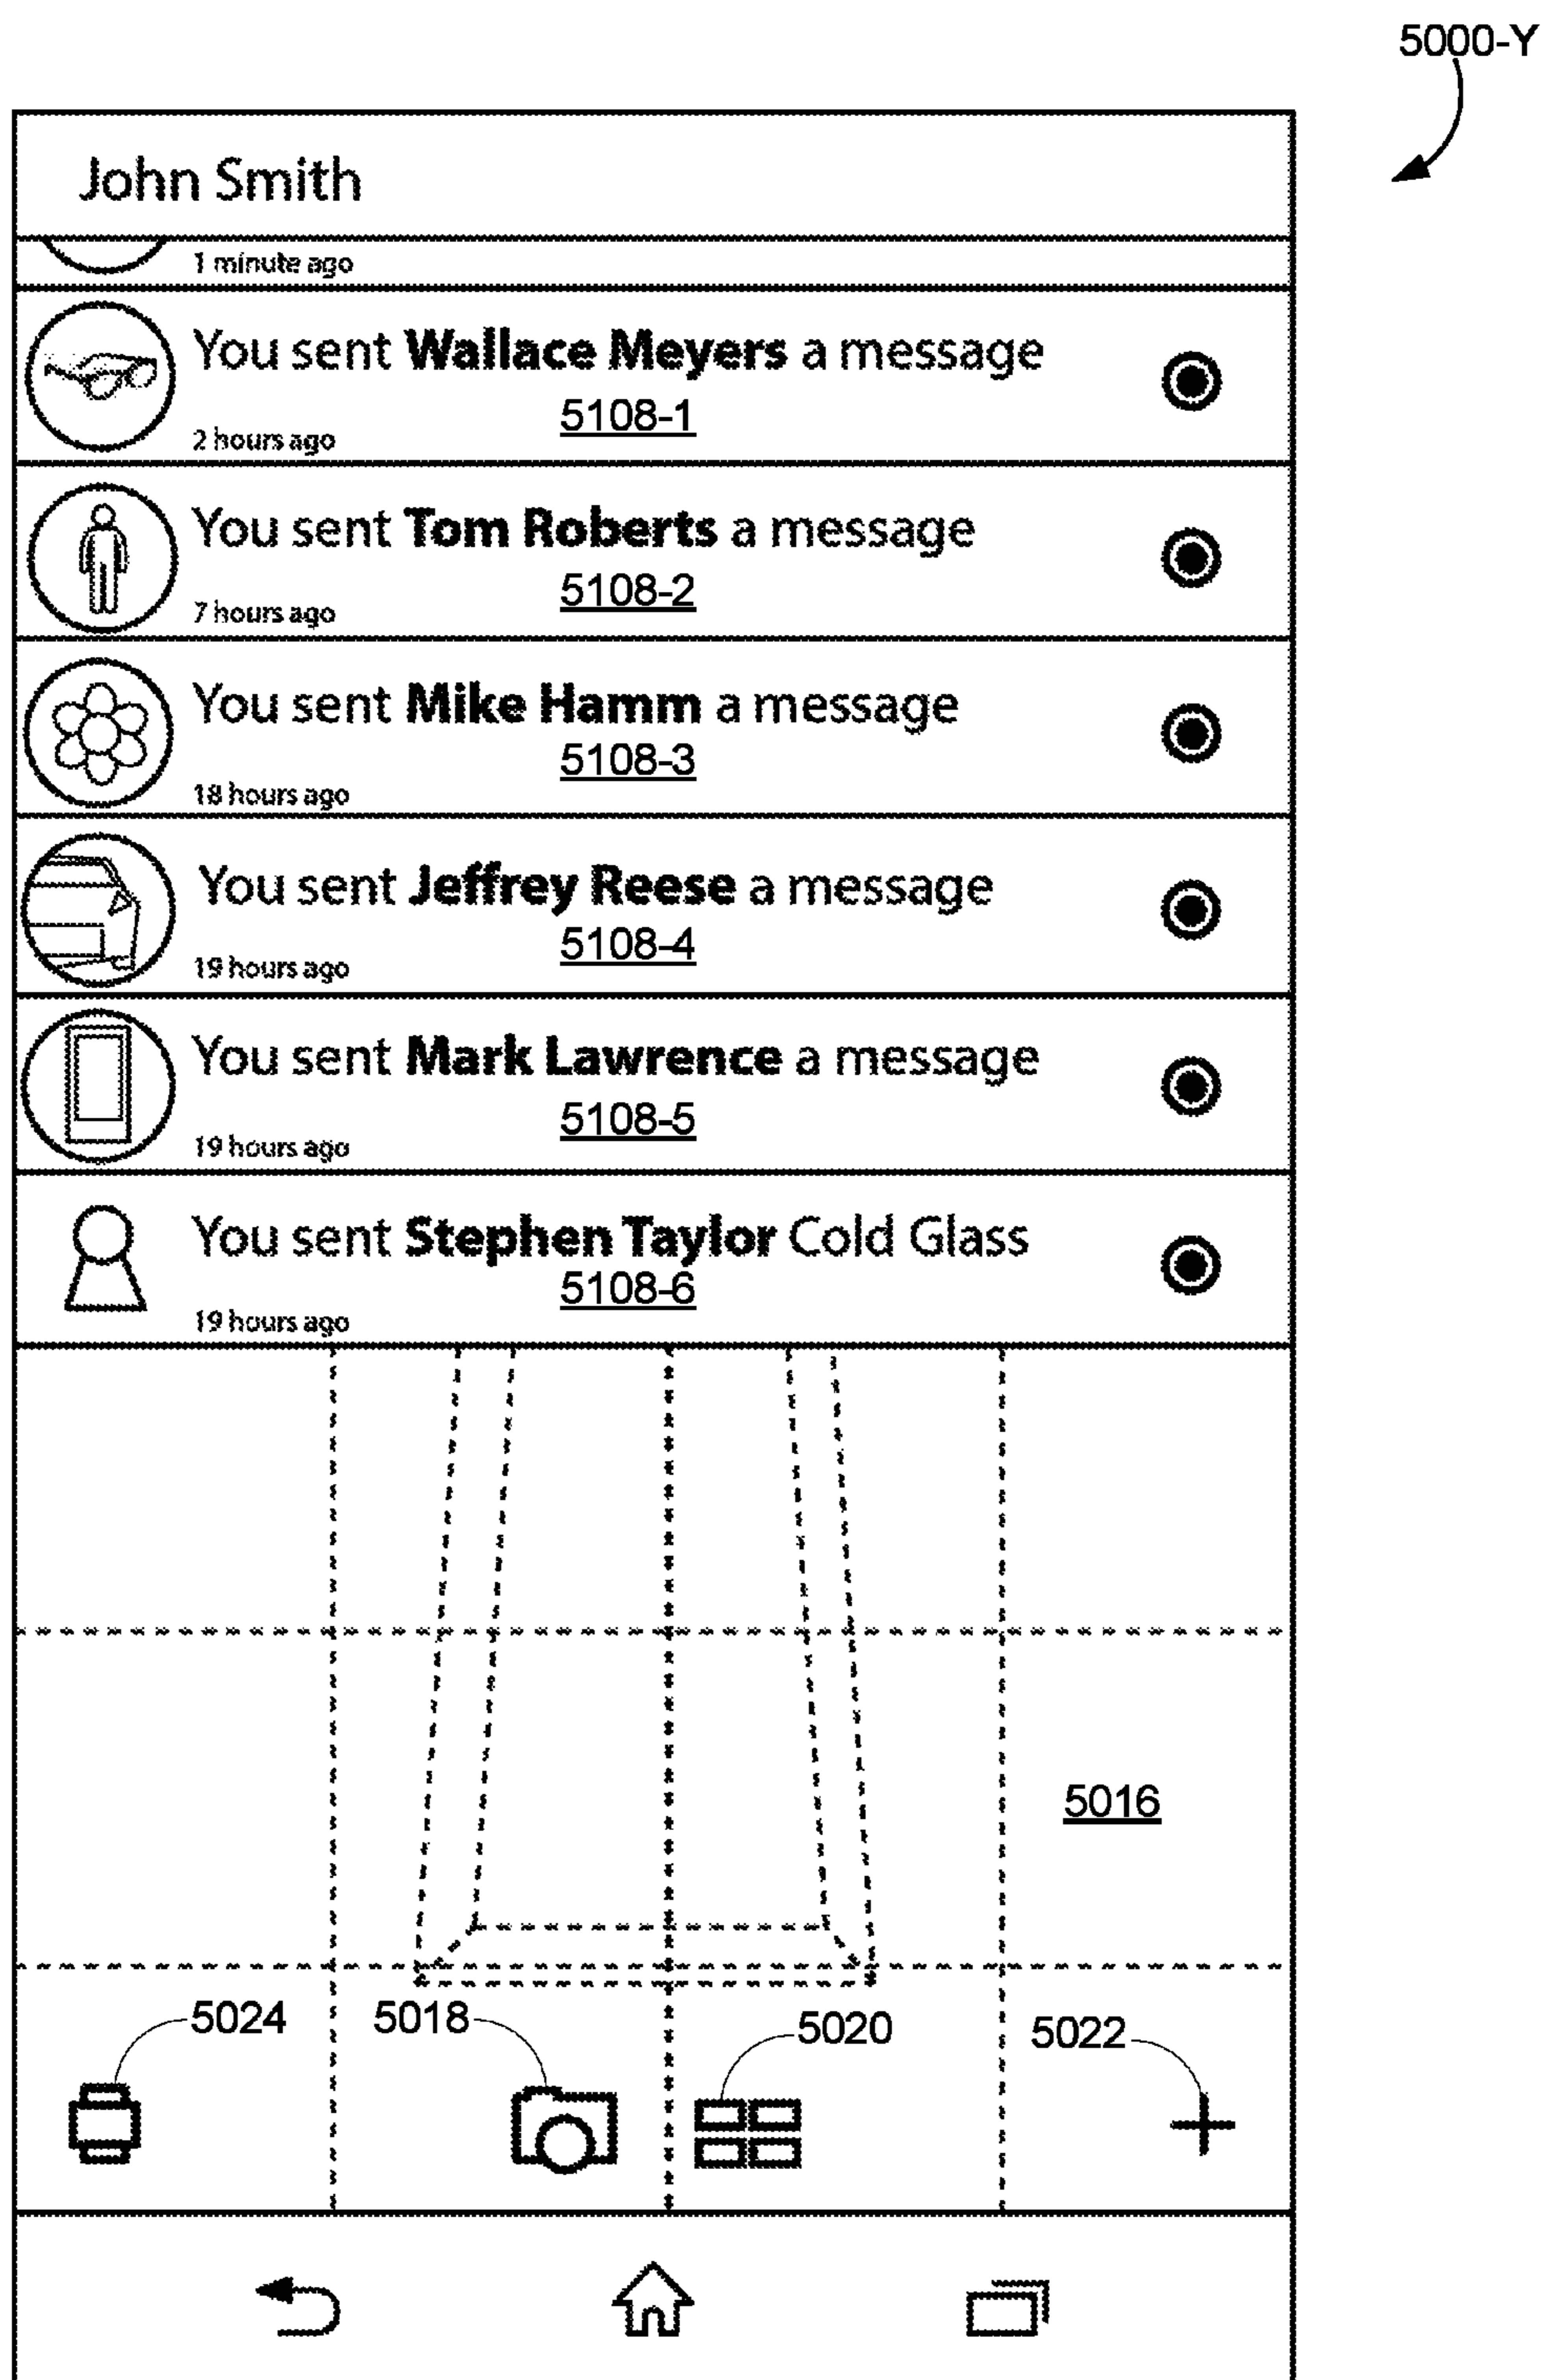 5000-Y
John Smith
1 minute ago
You sent Wallace Meyers a message
5108-1
2 hours ago
You sent Tom Roberts a message
5108-2
7 hours ago
You sent Mike Hamm a message
5108-3
18 hours ago
You sent Jeffrey Reese a message
5108-4
19 hours ago
You sent Mark Lawrence a message
5108-5
19 hours ago
You sent Stephen Taylor Cold Glass
5108-6
19 hours ago
5016
5024
5018
5020
5022